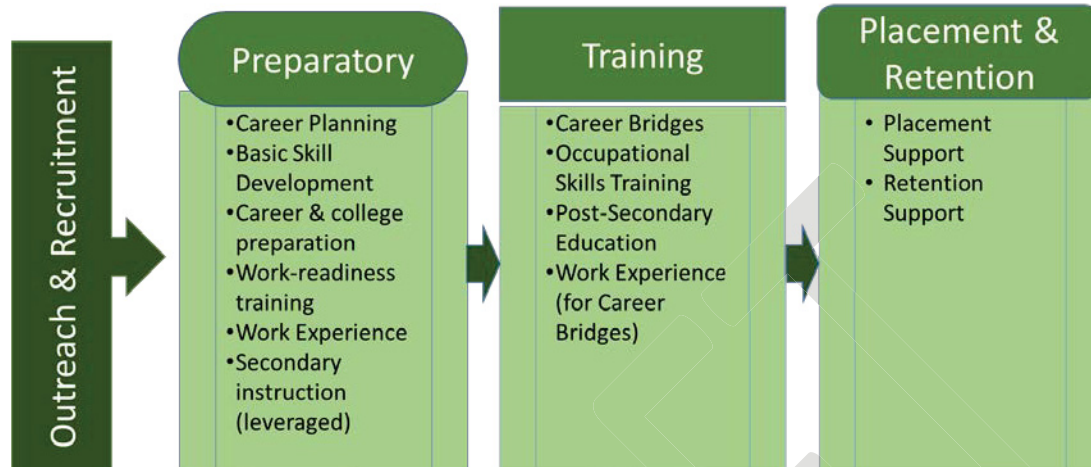 Outreach & Recruitment
Preparatory
•Career Planning
•Basic Skill
Development
•Career & college
preparation
•Work-readiness
training
•Work Experience
•Secondary
instruction
(leveraged)
Training
•Career Bridges
•Occupational
Skills Training
•Post-Secondary
Education
•Work Experience
(for Career
Bridges)
Placement &
Retention
• Placement
Support
• Retention
Support